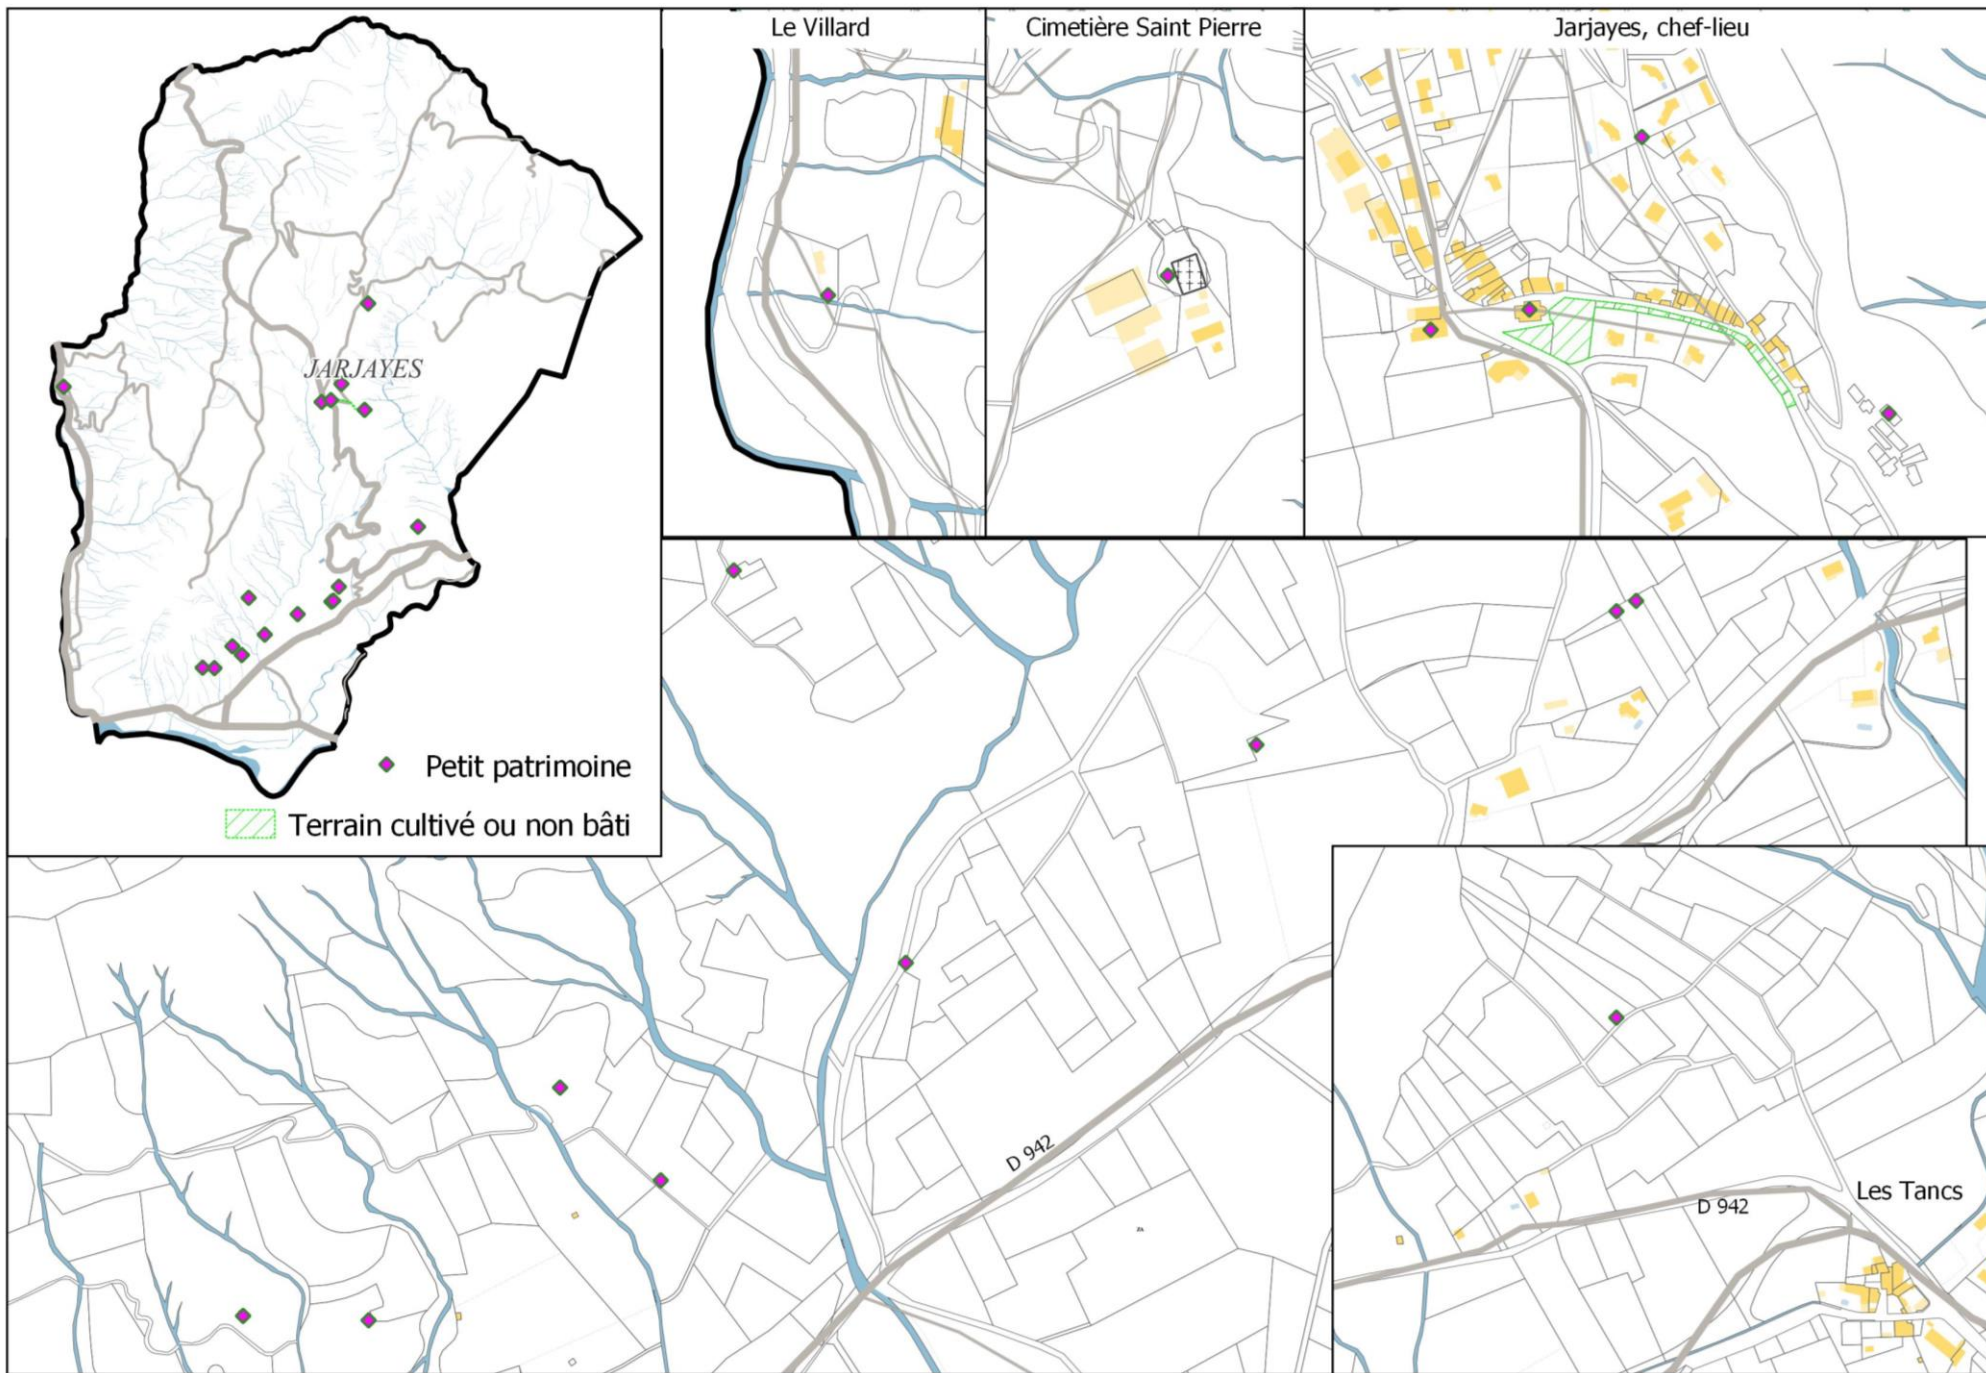 Le Villard
Cimetière Saint Pierre
Jarjayes, chef-lieu
JARJAYES
Petit patrimoine
Terrain cultivé ou non bâti
D 942
Les Tancs
D 942